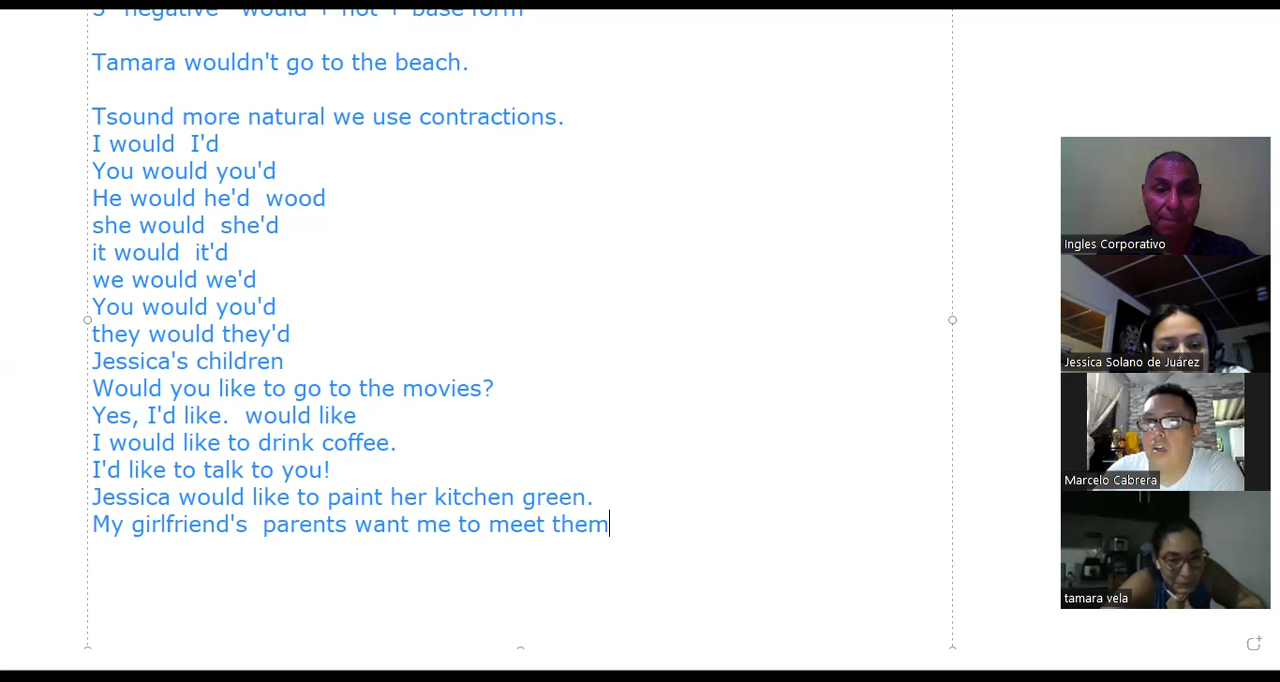 Tamara wouldn't go to the beach.
Tsound more natural we use contractions.
I would  I'd
You would you'd
He would he'd  wood
she would  she'd
it would  it'd
we would we'd
You would you'd
they would they'd
Jessica's children
Would you like to go to the movies?
Yes, I'd like.  would like
I would like to drink coffee.
I'd like to talk to you!
Jessica would like to paint her kitchen green.
My girlfriend's  parents want me to meet them
Ingles Corporativo
Jessica Solano de Juárez
Marcelo Cabrera
tamara vela